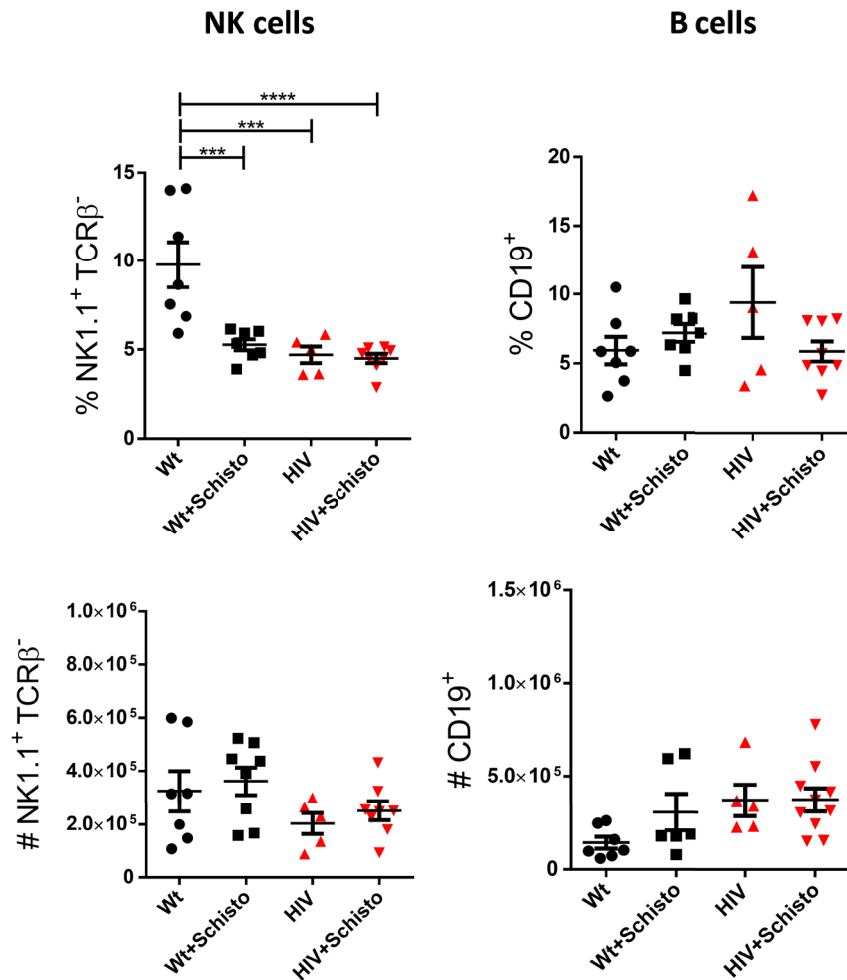 NK cells
B cells
****
***
***
% NK1.1+ TCRβ-
15
10
5
0
Wt
Wt+Schisto
HIV
HIV+Schisto
% CD19+
20
15
10
5
0
Wt
Wt+Schisto
HIV
HIV+Schisto
# NK1.1+ TCRβ-
1.0×10⁶
8.0×10⁵
6.0×10⁵
4.0×10⁵
2.0×10⁵
0
Wt
Wt+Schisto
HIV
HIV+Schisto
# CD19+
1.5×10⁶
1.0×10⁶
5.0×10⁵
0
Wt
Wt+Schisto
HIV
HIV+Schisto